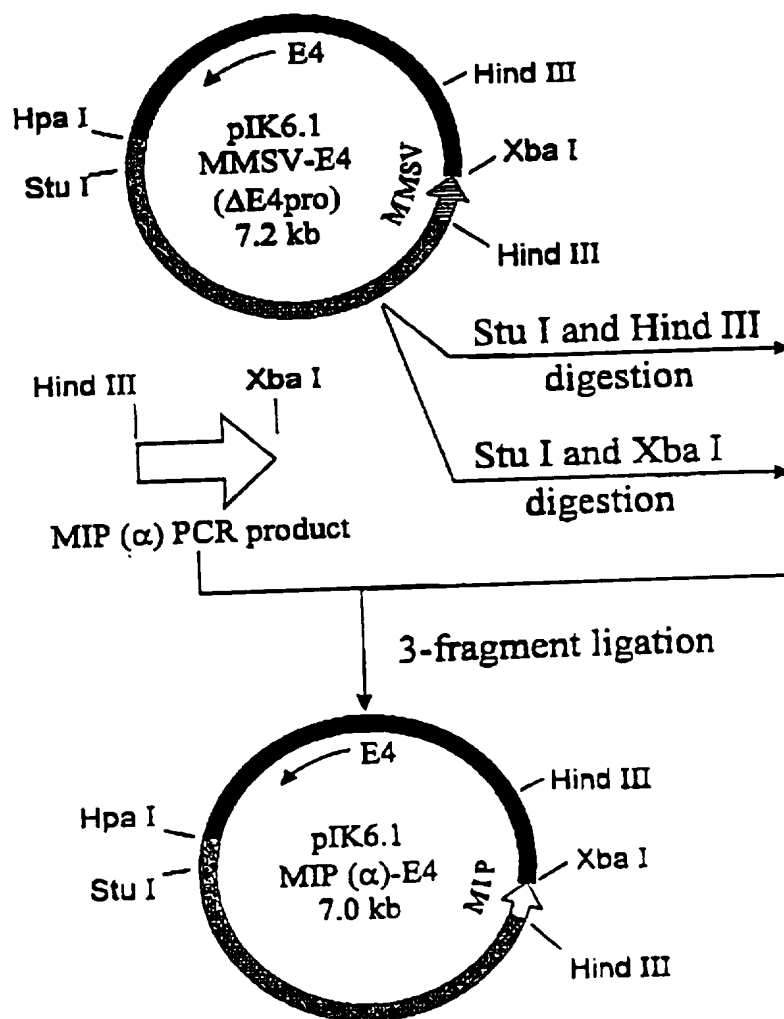 E4
Hind III
Hpa I
pIK6.1
Xba I
Stu I
MMSV-E4
MMSV
(ΔE4pro)
7.2 kb
Hind III
Stu I and Hind III
digestion
Hind III
Xba I
Stu I and Xba I
digestion
MIP (α) PCR product
3-fragment ligation
E4
Hind III
Hpa I
pIK6.1
Xba I
Stu I
MIP (α)-E4
MIP
7.0 kb
Hind III